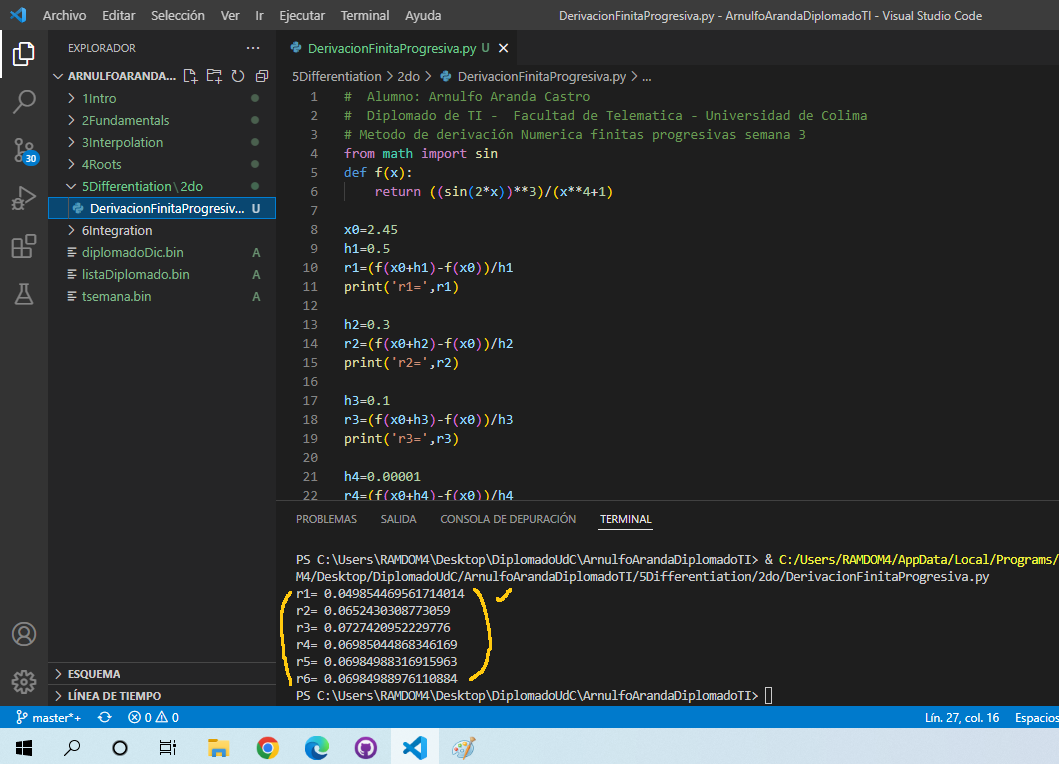 Archivo Editar Selección Ver Ir Ejecutar Terminal Ayuda DerivacionFinitaProgresiva.py - ArnulfoArandaDiplomadoTI - Visual Studio Code
EXPLORADOR
ARNULFOARANDA...
1Intro
2Fundamentals
3Interpolation
4Roots
5Differentiation\2do
DerivacionFinitaProgresiv... U
6Integration
diplomadoDic.bin A
listaDiplomado.bin A
tsemana.bin A
30
ESQUEMA
LÍNEA DE TIEMPO
DerivacionFinitaProgresiva.py U
5Differentiation > 2do > DerivacionFinitaProgresiva.py > ...
1 #  Alumno: Arnulfo Aranda Castro
2 #  Diplomado de TI -  Facultad de Telematica - Universidad de Colima
3 # Metodo de derivación Numerica finitas progresivas semana 3
4 from math import sin
5 def f(x):
6     return ((sin(2*x))**3)/(x**4+1)
7
8 x0=2.45
9 h1=0.5
10 r1=(f(x0+h1)-f(x0))/h1
11 print('r1=',r1)
12
13 h2=0.3
14 r2=(f(x0+h2)-f(x0))/h2
15 print('r2=',r2)
16
17 h3=0.1
18 r3=(f(x0+h3)-f(x0))/h3
19 print('r3=',r3)
20
21 h4=0.00001
22 r4=(f(x0+h4)-f(x0))/h4
PROBLEMAS SALIDA CONSOLA DE DEPURACIÓN TERMINAL
PS C:\Users\RAMDOM4\Desktop\DiplomadoUdC\ArnulfoArandaDiplomadoTI> & C:/Users/RAMDOM4/AppData/Local/Programs/
M4/Desktop/DiplomadoUdC/ArnulfoArandaDiplomadoTI/5Differentiation/2do/DerivacionFinitaProgresiva.py
r1= 0.049854469561714014
r2= 0.0652430308773059
r3= 0.0727420952229776
r4= 0.06985044868346169
r5= 0.06984988316915963
r6= 0.06984988976110884
PS C:\Users\RAMDOM4\Desktop\DiplomadoUdC\ArnulfoArandaDiplomadoTI>
master*+ 0 0 Lín. 27, col. 16 Espacios